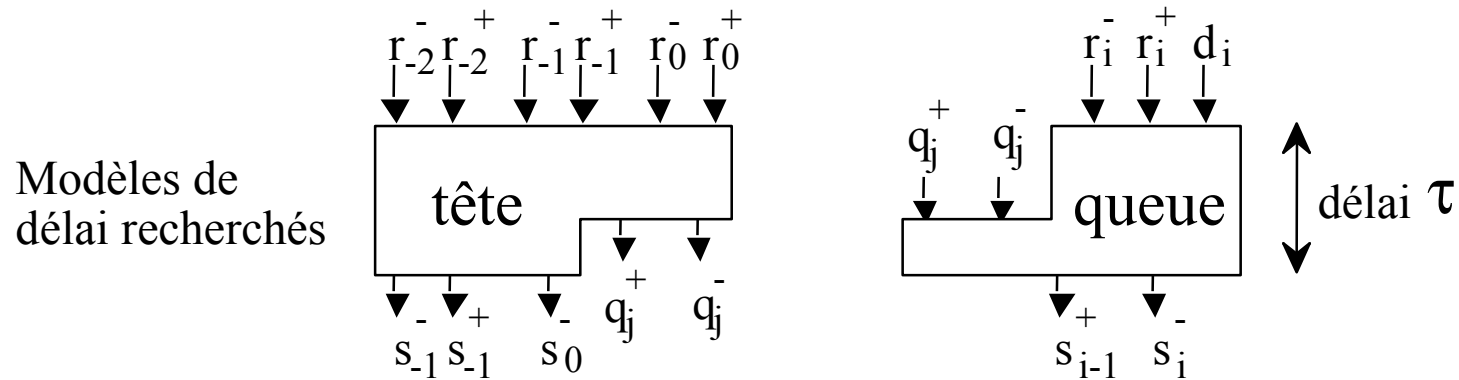 r₋₂⁻ r₋₂⁺ r₋₁⁻ r₋₁⁺ r₀⁻ r₀⁺ rᵢ⁻ rᵢ⁺ dᵢ
qⱼ⁺ qⱼ⁻
Modèles de
délai recherchés
tête queue délai τ
qⱼ⁺ qⱼ⁻
s₋₁⁻ s₋₁⁺ s₀⁻ sᵢ₋₁⁺ sᵢ⁻